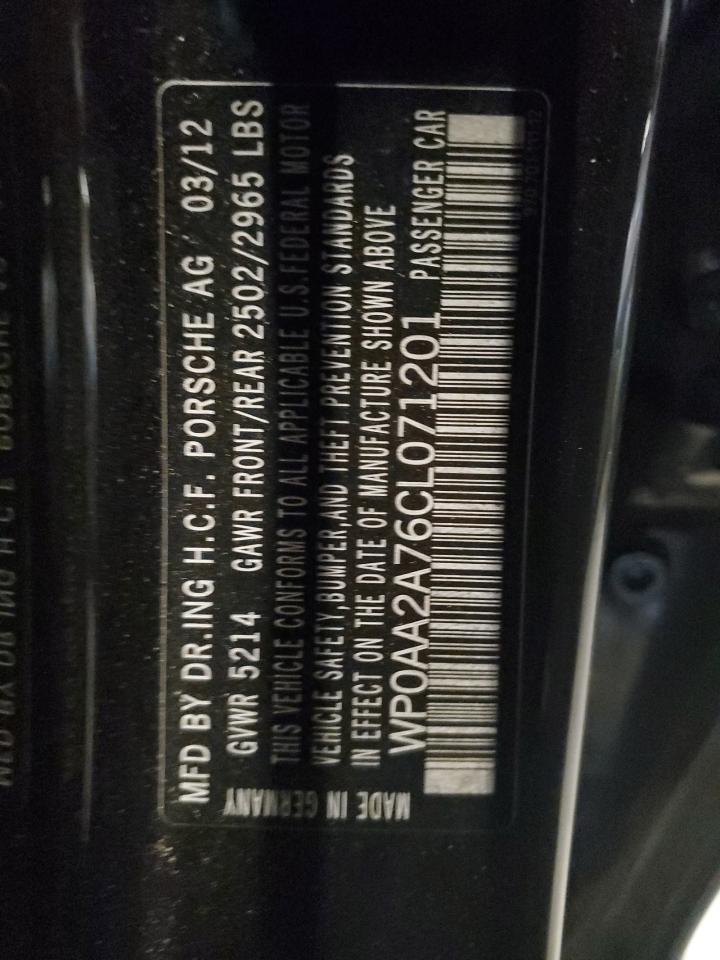 MFD BY DR.ING H.C.F. PORSCHE AG 03/12
GVWR 5214 GAWR FRONT/REAR 2502/2965 LBS
THIS VEHICLE CONFORMS TO ALL APPLICABLE U.S.FEDERAL MOTOR
VEHICLE SAFETY,BUMPER,AND THEFT PREVENTION STANDARDS
IN EFFECT ON THE DATE OF MANUFACTURE SHOWN ABOVE
WP0AA2A76CL071201 PASSENGER CAR
MADE IN GERMANY